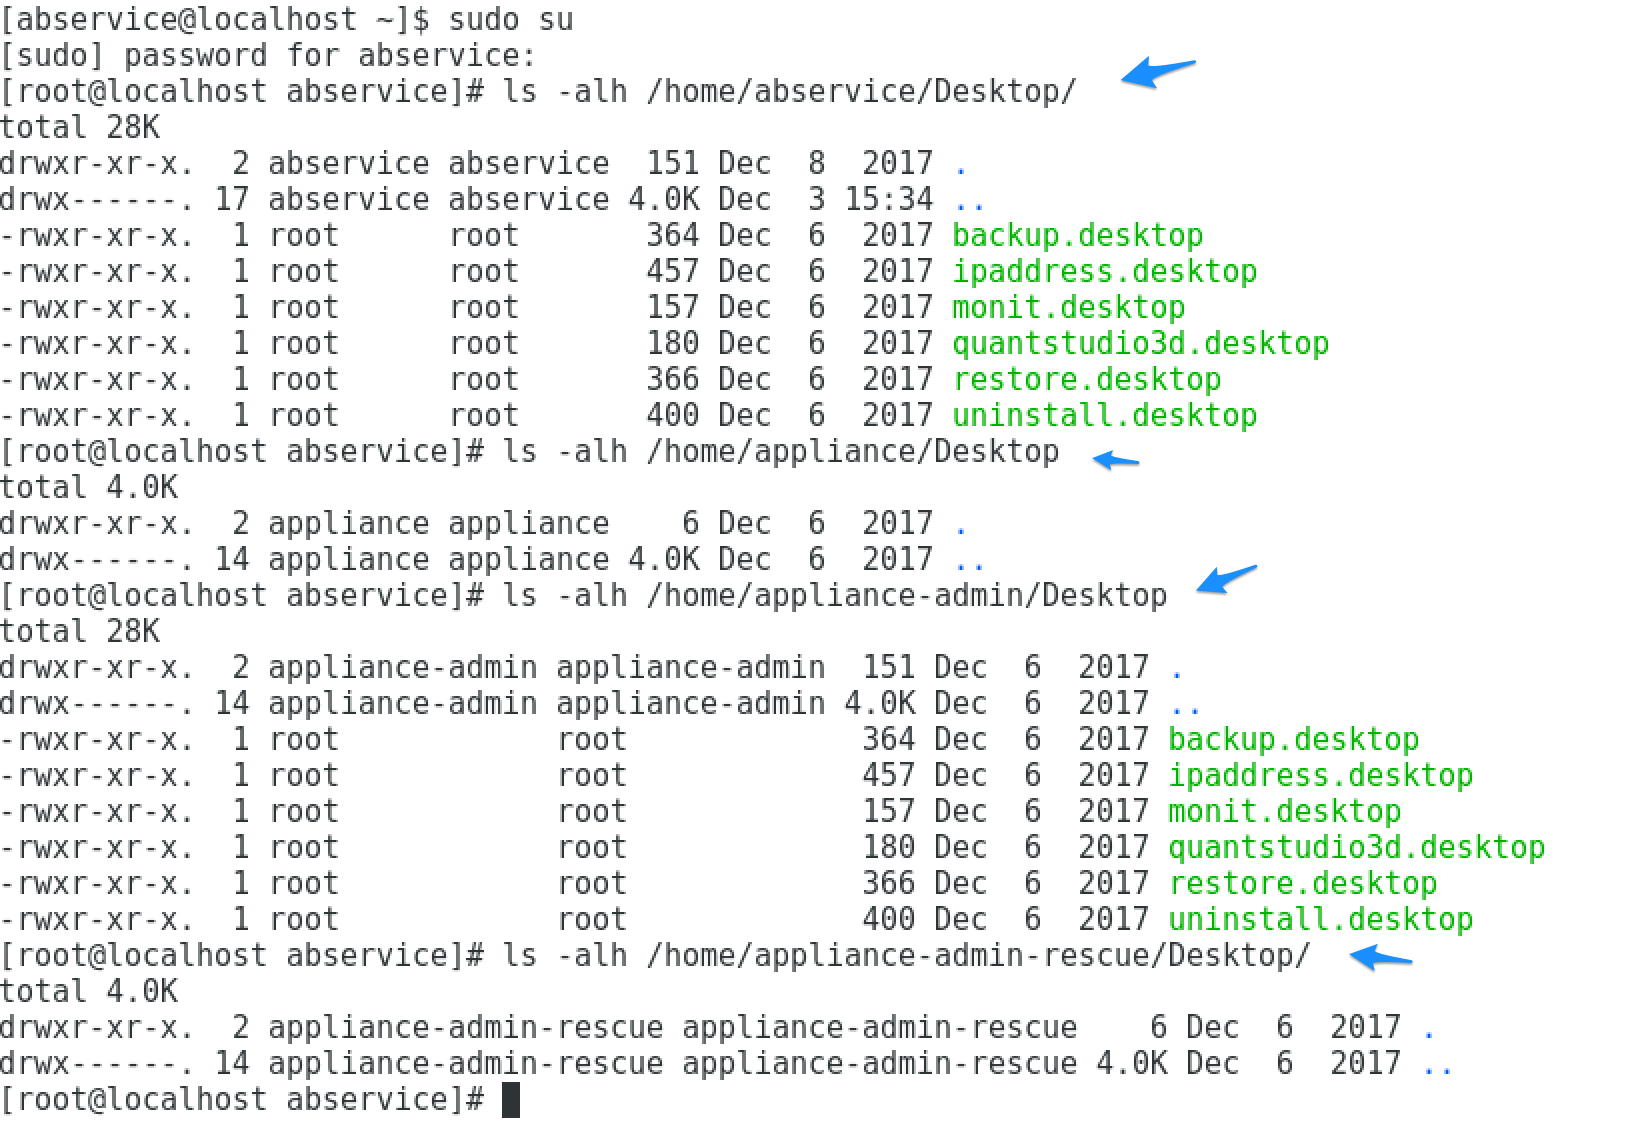 [abservice@localhost ~]$ sudo su
[sudo] password for abservice:
[root@localhost abservice]# ls -alh /home/abservice/Desktop/
total 28K
drwxr-xr-x.  2 abservice abservice  151 Dec  8  2017 .
drwx------. 17 abservice abservice 4.0K Dec  3 15:34 ..
-rwxr-xr-x.  1 root      root       364 Dec  6  2017 backup.desktop
-rwxr-xr-x.  1 root      root       457 Dec  6  2017 ipaddress.desktop
-rwxr-xr-x.  1 root      root       157 Dec  6  2017 monit.desktop
-rwxr-xr-x.  1 root      root       180 Dec  6  2017 quantstudio3d.desktop
-rwxr-xr-x.  1 root      root       366 Dec  6  2017 restore.desktop
-rwxr-xr-x.  1 root      root       400 Dec  6  2017 uninstall.desktop
[root@localhost abservice]# ls -alh /home/appliance/Desktop
total 4.0K
drwxr-xr-x.  2 appliance appliance    6 Dec  6  2017 .
drwx------. 14 appliance appliance 4.0K Dec  6  2017 ..
[root@localhost abservice]# ls -alh /home/appliance-admin/Desktop
total 28K
drwxr-xr-x.  2 appliance-admin appliance-admin  151 Dec  6  2017 .
drwx------. 14 appliance-admin appliance-admin 4.0K Dec  6  2017 ..
-rwxr-xr-x.  1 root            root             364 Dec  6  2017 backup.desktop
-rwxr-xr-x.  1 root            root             457 Dec  6  2017 ipaddress.desktop
-rwxr-xr-x.  1 root            root             157 Dec  6  2017 monit.desktop
-rwxr-xr-x.  1 root            root             180 Dec  6  2017 quantstudio3d.desktop
-rwxr-xr-x.  1 root            root             366 Dec  6  2017 restore.desktop
-rwxr-xr-x.  1 root            root             400 Dec  6  2017 uninstall.desktop
[root@localhost abservice]# ls -alh /home/appliance-admin-rescue/Desktop/
total 4.0K
drwxr-xr-x.  2 appliance-admin-rescue appliance-admin-rescue    6 Dec  6  2017 .
drwx------. 14 appliance-admin-rescue appliance-admin-rescue 4.0K Dec  6  2017 ..
[root@localhost abservice]#